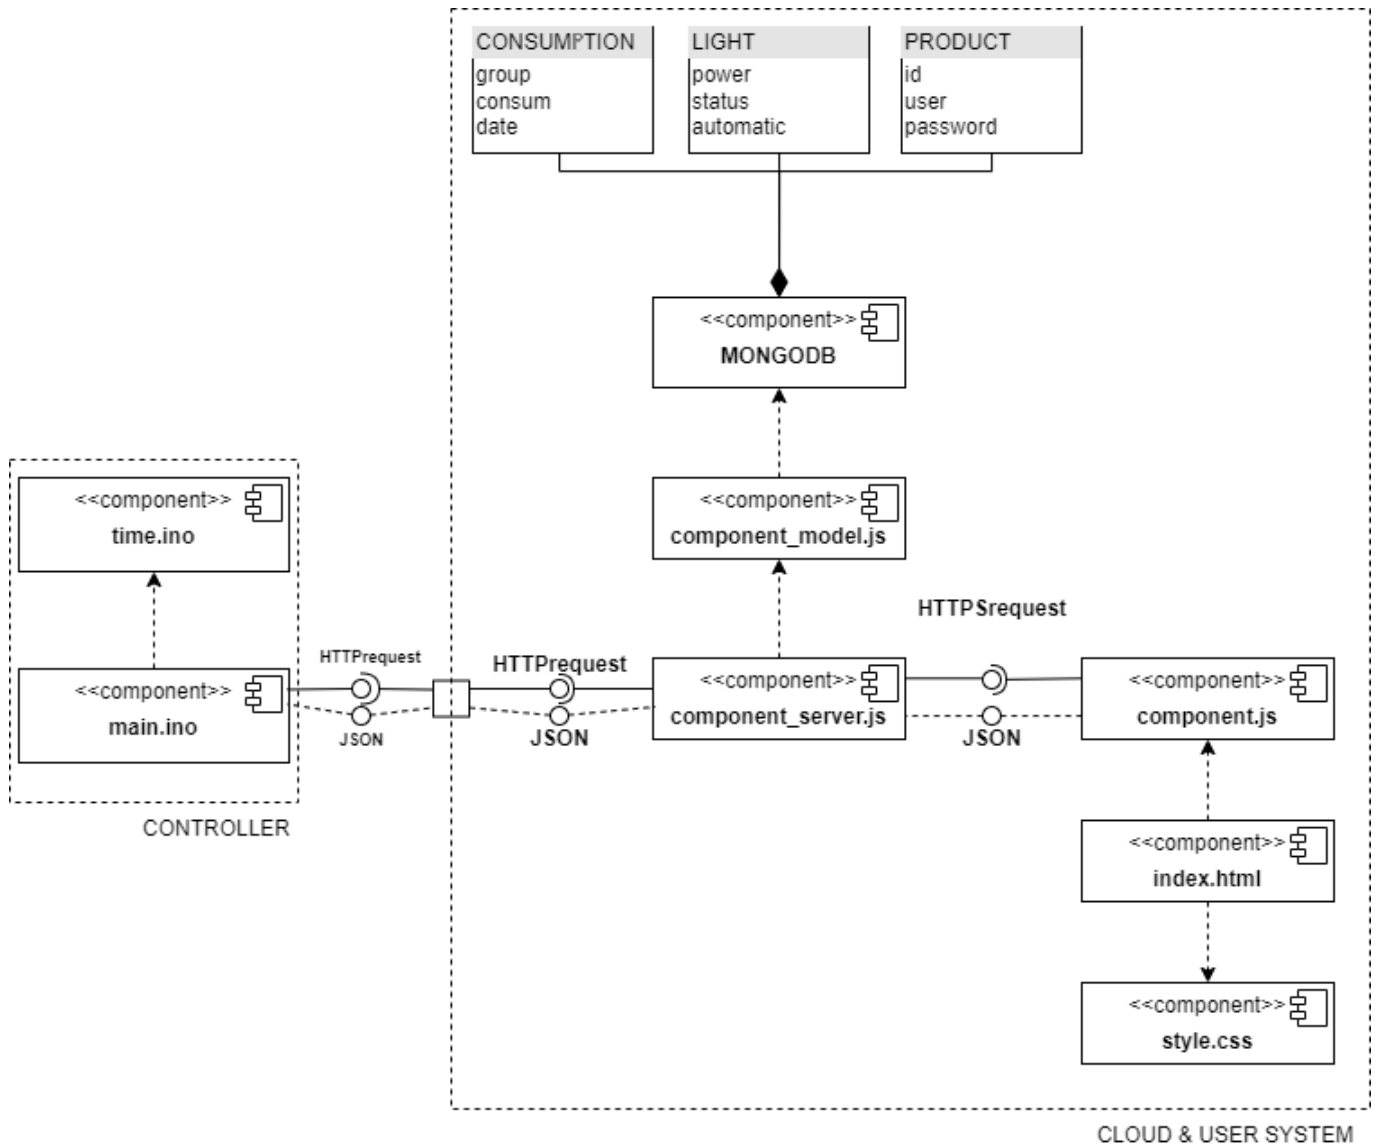 CONSUMPTION
group
consum
date
LIGHT
power
status
automatic
PRODUCT
id
user
password
<<component>>
MONGODB
<<component>>
time.ino
<<component>>
component_model.js
HTTPSrequest
HTTPrequest
HTTPrequest
<<component>>
main.ino
<<component>>
component_server.js
<<component>>
component.js
JSON
JSON
JSON
CONTROLLER
<<component>>
index.html
<<component>>
style.css
CLOUD & USER SYSTEM